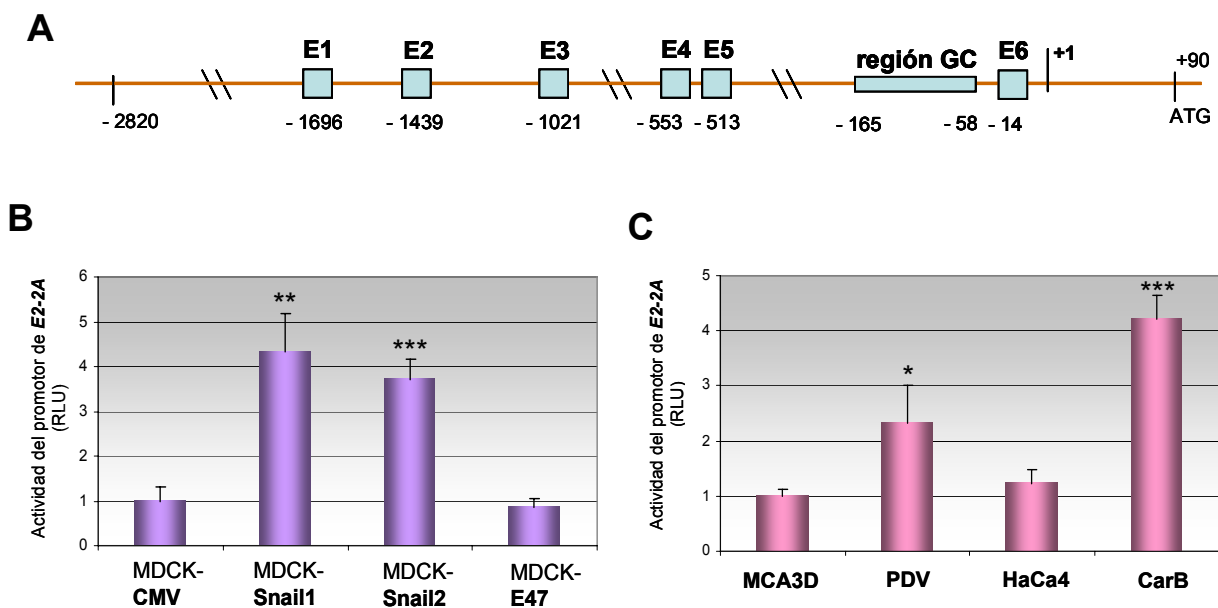 A
E1 E2 E3 E4 E5 región GC E6 +1 +90
- 2820 - 1696 - 1439 - 1021 - 553 - 513 - 165 - 58 - 14 ATG
B
Actividad del promotor de E2-2A
(RLU)
6
5
4
3
2
1
0
** ***
MDCK-
CMV
MDCK-
Snail1
MDCK-
Snail2
MDCK-
E47
C
Actividad del promotor de E2-2A
(RLU)
5
4
3
2
1
0
* ***
MCA3D PDV HaCa4 CarB